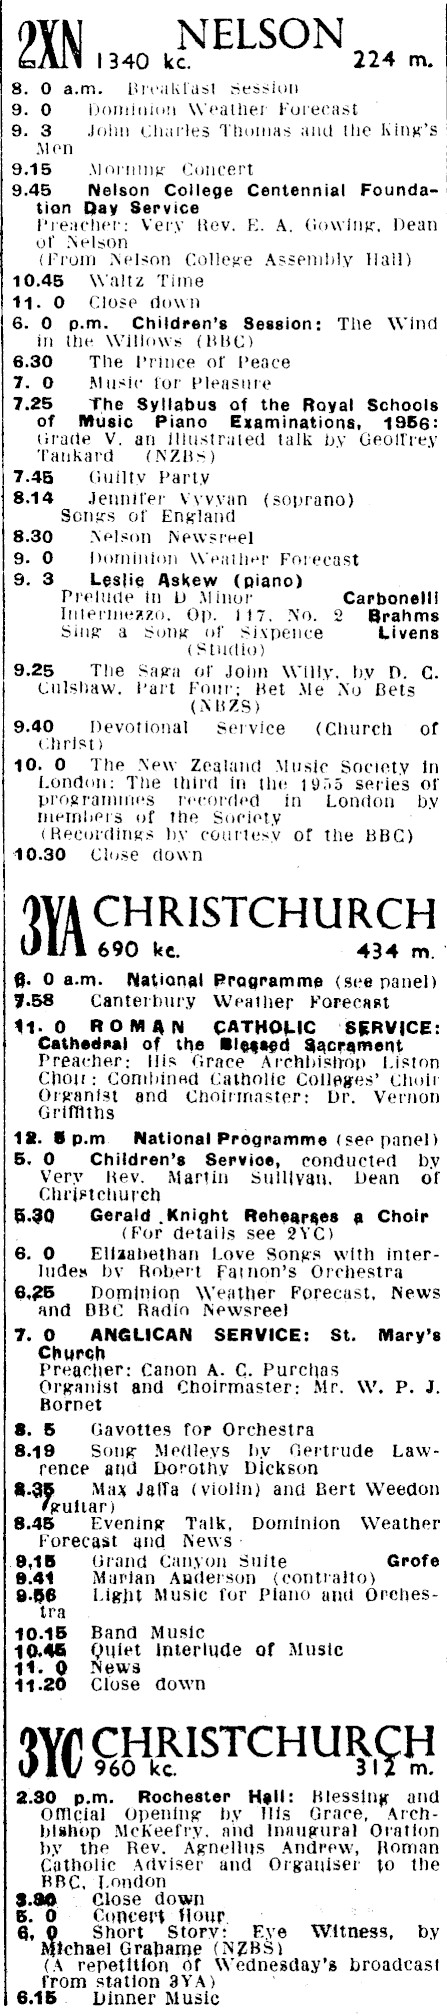 2XN NELSON
1340 kc. 224 m.
8. 0 a.m. Breakfast Session
9. 0 Dominion Weather Forecast
9. 3 John Charles Thomas and the King's
Men
9.15 Morning Concert
9.45 Nelson College Centennial Founda-
tion Day Service
Preacher: Very Rev. E. A. Gowing, Dean
of Nelson
(From Nelson College Assembly Hall)
10.45 Waltz Time
11. 0 Close down
6. 0 p.m. Children's Session: The Wind
in the Willows (BBC)
6.30 The Prince of Peace
7. 0 Music for Pleasure
7.25 The Syllabus of the Royal Schools
of Music Piano Examinations, 1956:
Grade V, an illustrated talk by Geoffrey
Tankard (NZBS)
7.45 Guilty Party
8.14 Jennifer Vyvyan (soprano)
Songs of England
8.30 Nelson Newsreel
9. 0 Dominion Weather Forecast
9. 3 Leslie Askew (piano)
Prelude in D Minor Carbonelli
Intermezzo, Op. 117, No. 2 Brahms
Sing a Song of Sixpence Livens
(Studio)
9.25 The Saga of John Willy, by D. C.
Culshaw, Part Four: Bet Me No Bets
(NBZS)
9.40 Devotional Service (Church of
Christ)
10. 0 The New Zealand Music Society in
London: The third in the 1955 series of
programmes recorded in London by
members of the Society
(Recordings by courtesy of the BBC)
10.30 Close down
3YA CHRISTCHURCH
690 kc. 434 m.
6. 0 a.m. National Programme (see panel)
7.58 Canterbury Weather Forecast
11. 0 ROMAN CATHOLIC SERVICE:
Cathedral of the Blessed Sacrament
Preacher: His Grace Archbishop Liston
Choir: Combined Catholic Colleges' Choir
Organist and Choirmaster: Dr. Vernon
Griffiths
12. 5 p.m National Programme (see panel)
5. 0 Children's Service, conducted by
Very Rev. Martin Sullivan, Dean of
Christchurch
5.30 Gerald Knight Rehearses a Choir
(For details see 2YC)
6. 0 Elizabethan Love Songs with inter-
ludes by Robert Farnon's Orchestra
6.25 Dominion Weather Forecast, News
and BBC Radio Newsreel
7. 0 ANGLICAN SERVICE: St. Mary's
Church
Preacher: Canon A. C. Purchas
Organist and Choirmaster: Mr. W. P. J.
Bornet
8. 5 Gavottes for Orchestra
8.19 Song Medleys by Gertrude Law-
rence and Dorothy Dickson
8.35 Max Jaffa (violin) and Bert Weedon
(guitar)
8.45 Evening Talk, Dominion Weather
Forecast and News
9.15 Grand Canyon Suite Grofe
9.41 Marian Anderson (contralto)
9.56 Light Music for Piano and Orches-
tra
10.15 Band Music
10.45 Quiet Interlude of Music
11. 0 News
11.20 Close down
3YC CHRISTCHURCH
960 kc. 312 m.
2.30 p.m. Rochester Hall: Blessing and
Official Opening by His Grace, Arch-
bishop McKeefry, and Inaugural Oration
by the Rev. Agnellus Andrew, Roman
Catholic Adviser and Organiser to the
BBC, London
3.30 Close down
5. 0 Concert Hour
6. 0 Short Story: Eye Witness, by
Michael Grahame (NZBS)
(A repetition of Wednesday's broadcast
from station 3YA)
6.15 Dinner Music